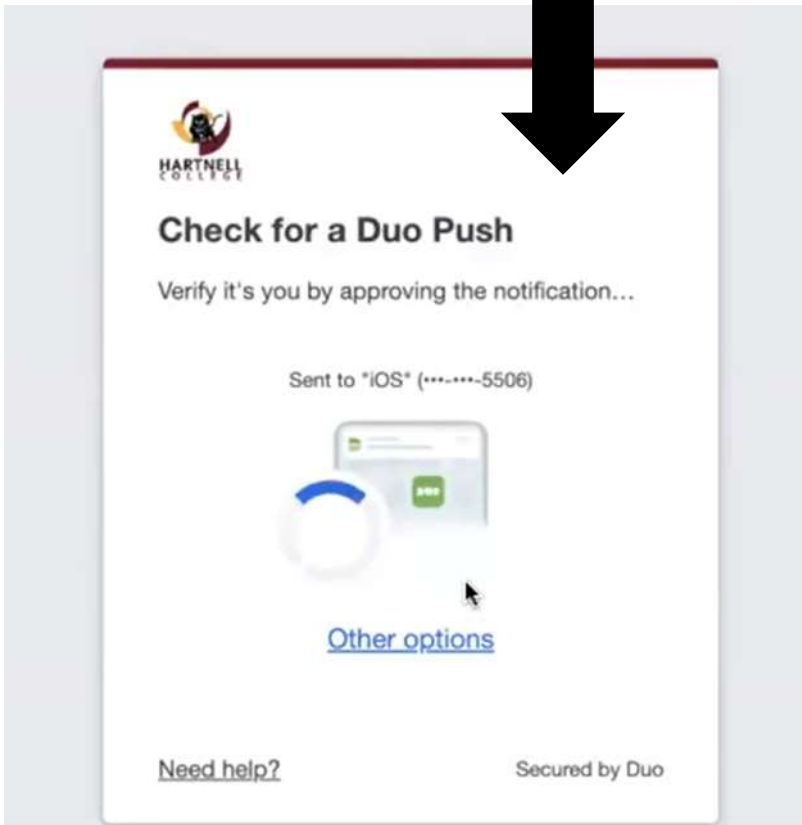 HARTNELL
COLLEGE
Check for a Duo Push
Verify it's you by approving the notification...
Sent to "iOS" (•••-•••-5506)
Other options
Need help?
Secured by Duo